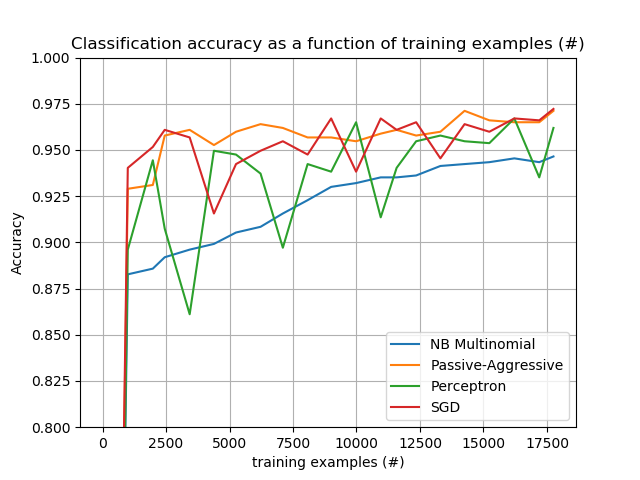 Classification accuracy as a function of training examples (#)
1.000
0.975
0.950
0.925
0.900
0.875
0.850
0.825
0.800
Accuracy
NB Multinomial
Passive-Aggressive
Perceptron
SGD
0 2500 5000 7500 10000 12500 15000 17500
training examples (#)